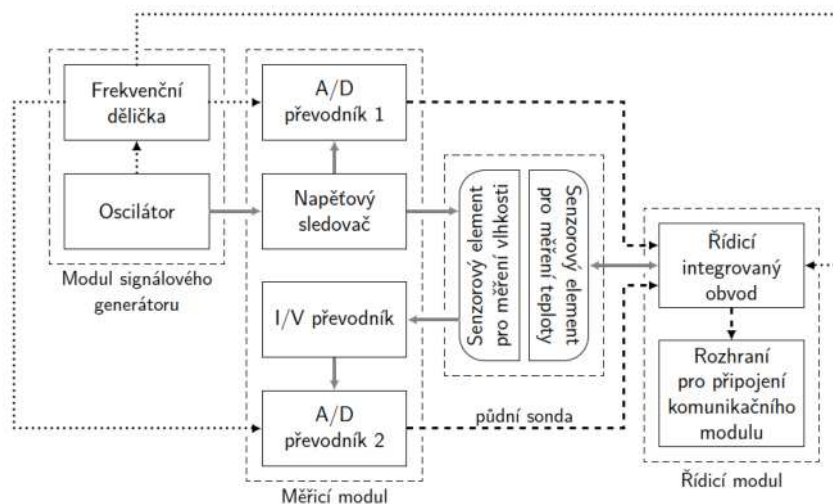 Frekvenční
dělička
Oscilátor
Modul signálového
generátoru
A/D
převodník 1
Napěťový
sledovač
I/V převodník
A/D
převodník 2
Měřicí modul
Senzorový element
pro měření vlhkosti
Senzorový element
pro měření teploty
půdní sonda
Řídicí
integrovaný
obvod
Rozhraní
pro připojení
komunikačního
modulu
Řídicí modul